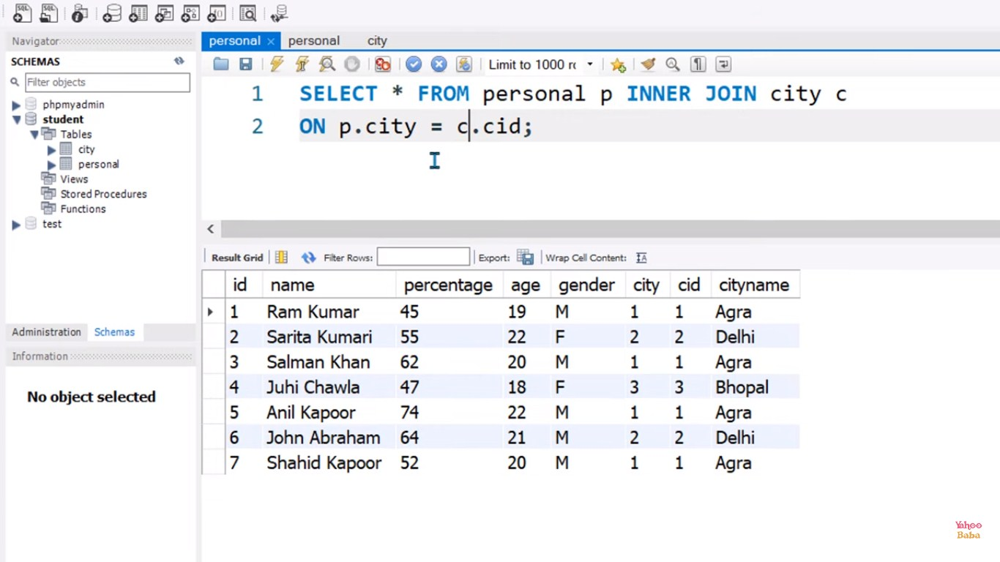 SQL SQL
Navigator
SCHEMAS
Filter objects
phpmyadmin
student
Tables
city
personal
Views
Stored Procedures
Functions
test
Administration Schemas
Information
No object selected
personal × personal city
Limit to 1000 rc
1 SELECT * FROM personal p INNER JOIN city c
2 ON p.city = c.cid;
Result Grid Filter Rows: Export: Wrap Cell Content: IA
id name percentage age gender city cid cityname
1 Ram Kumar 45 19 M 1 1 Agra
2 Sarita Kumari 55 22 F 2 2 Delhi
3 Salman Khan 62 20 M 1 1 Agra
4 Juhi Chawla 47 18 F 3 3 Bhopal
5 Anil Kapoor 74 22 M 1 1 Agra
6 John Abraham 64 21 M 2 2 Delhi
7 Shahid Kapoor 52 20 M 1 1 Agra
Yahoo
Baba